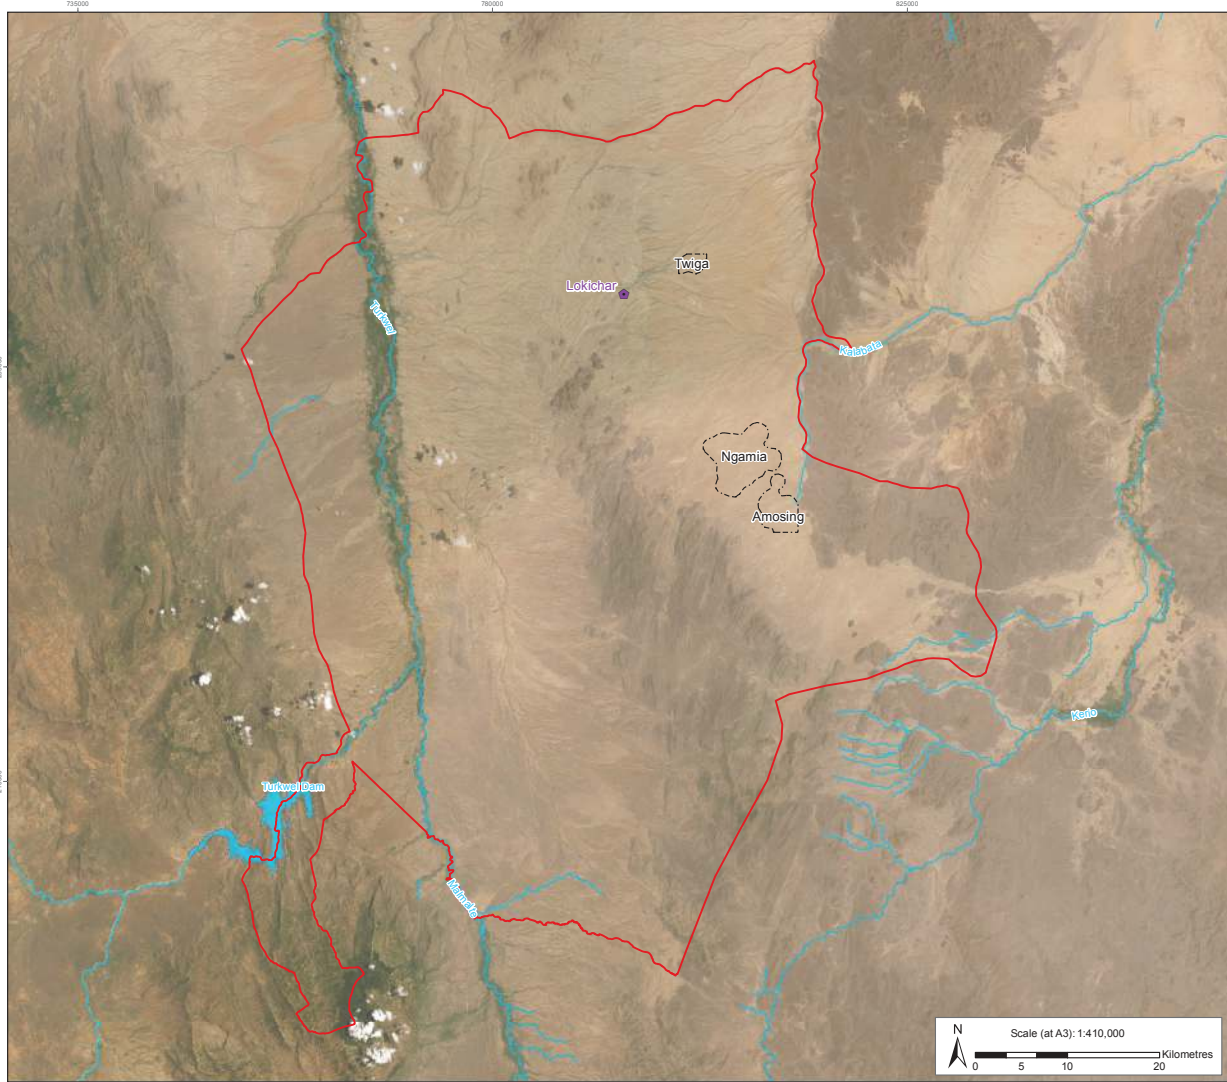 735000
780000
825000
Twiga
Lokichar
Turkwel
Kalabata
Ngamia
Amosing
Kerio
Turkwel Dam
Malmalte
N
Scale (at A3): 1:410,000
Kilometres
0 5 10 20